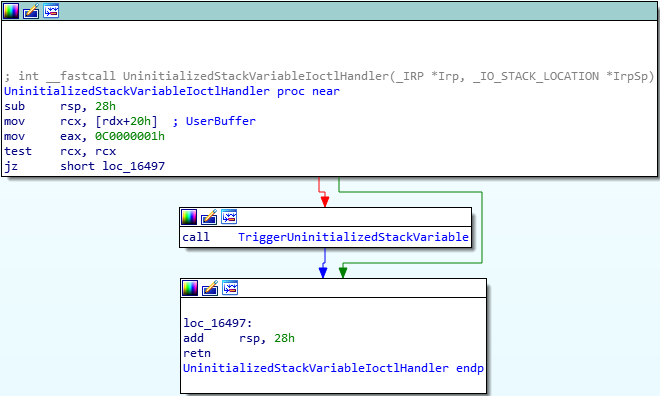 ; int __fastcall UninitializedStackVariableIoctlHandler(_IRP *Irp, _IO_STACK_LOCATION *IrpSp)
UninitializedStackVariableIoctlHandler proc near
sub rsp, 28h
mov rcx, [rdx+20h] ; UserBuffer
mov eax, 0C0000001h
test rcx, rcx
jz short loc_16497
call TriggerUninitializedStackVariable
loc_16497:
add rsp, 28h
retn
UninitializedStackVariableIoctlHandler endp